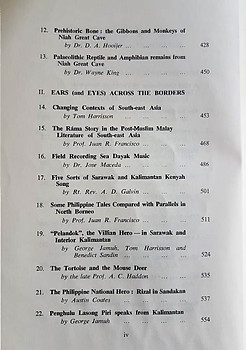 12. Prehistoric Bone: the Gibbons and Monkeys of
Niah Great Cave
by Dr. D. A. Hooijer ... ... ... ... 428
13. Palaeolithic Reptile and Amphibian remains from
Niah Great Cave
by Dr. Wayne King ... ... ... ... 450
II. EARS (and EYES) ACROSS THE BORDERS
14. Changing Contexts of South-east Asia
by Tom Harrisson ... ... ... ... 453
15. The Ráma Story in the Post-Muslim Malay
Literature of South-east Asia
by Prof. Juan R. Francisco ... ... ... 468
16. Field Recording Sea Dayak Music
by Dr. Jose Maceda ... ... ... ... 486
17. Five Sorts of Sarawak and Kalimantan Kenyah
Song
by Rt. Rev. A. D. Galvin ... ... ... 501
18. Some Philippine Tales Compared with Parallels in
North Borneo
by Prof. Juan R. Francisco ... ... ... 511
19. "Pelandok", the Villian Hero — in Sarawak and
Interior Kalimantan
by George Jamuh, Tom Harrisson and
Benedict Sandin ... ... ... ... 524
20. The Tortoise and the Mouse Deer
by the late Prof. A. C. Haddon ... ... 535
21. The Philippine National Hero: Rizal in Sandakan
by Austin Coates ... ... ... ... 537
22. Penghulu Lasong Piri speaks from Kalimantan
by George Jamuh ... ... ... ... 554
iv